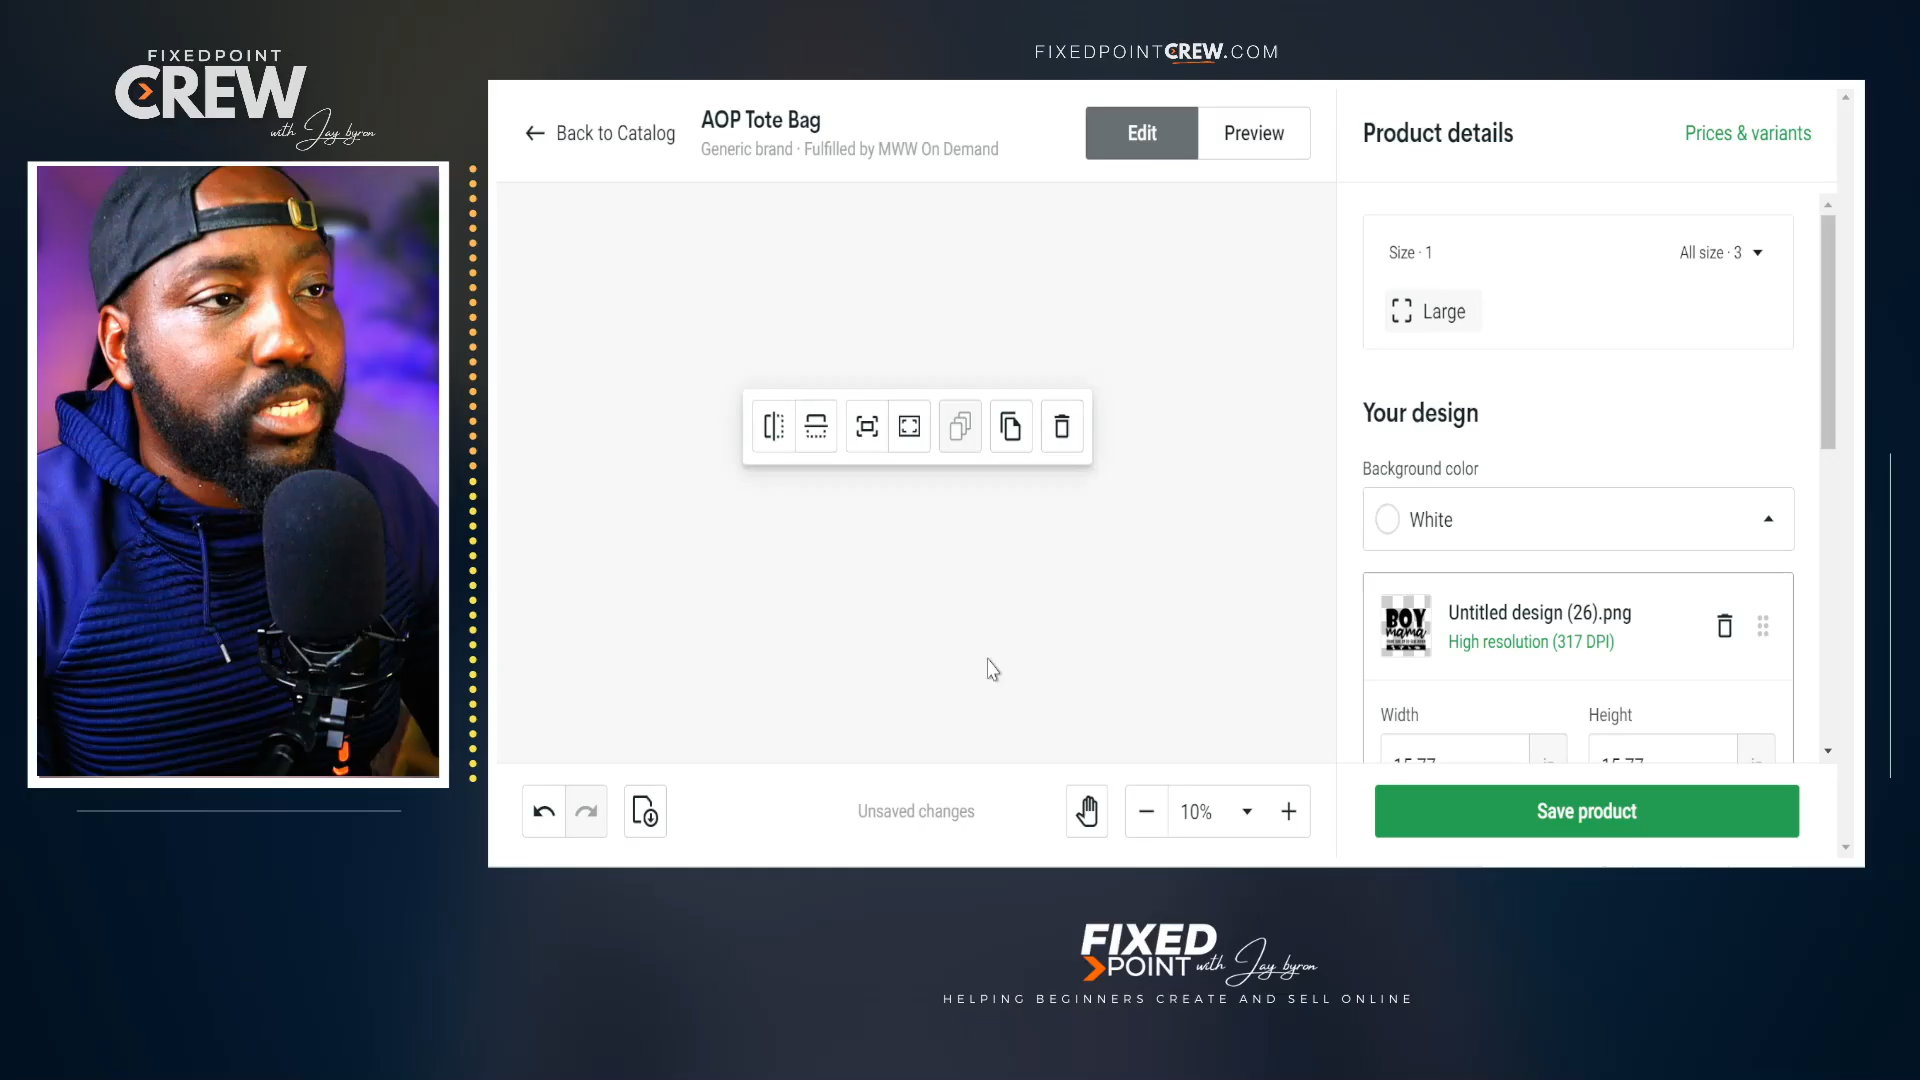 FIXEDPOINT
CREW
with Jay byron
FIXEDPOINTCREW.COM
Back to Catalog
AOP Tote Bag
Generic brand · Fulfilled by MWW On Demand
Edit
Preview
Product details
Prices & variants
Size · 1
All size · 3
Large
Your design
Background color
White
BOY
mama
Untitled design (26).png
High resolution (317 DPI)
Width
Height
Unsaved changes
10%
Save product
FIXED
POINT with Jay byron
HELPING BEGINNERS CREATE AND SELL ONLINE